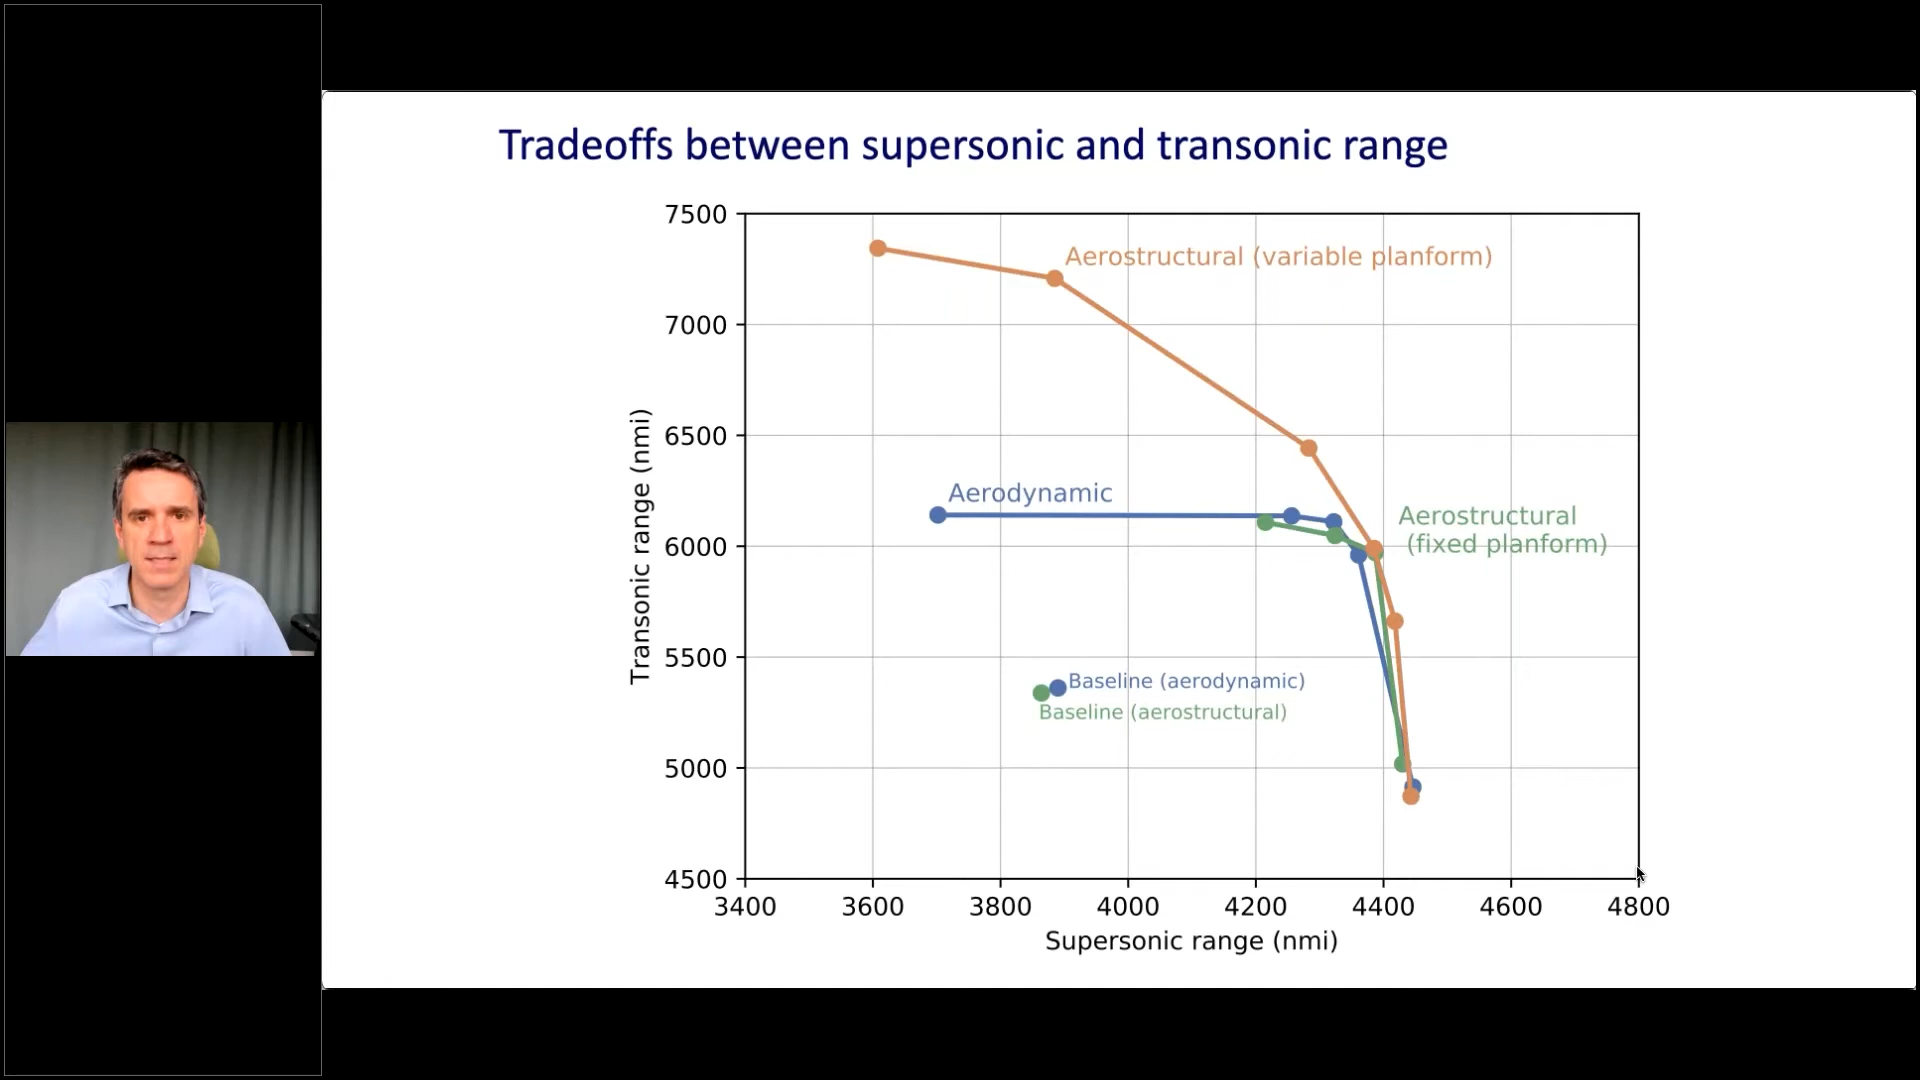 Tradeoffs between supersonic and transonic range
7500
7000
6500
6000
5500
5000
4500
Transonic range (nmi)
Aerostructural (variable planform)
Aerodynamic
Aerostructural
(fixed planform)
Baseline (aerodynamic)
Baseline (aerostructural)
3400 3600 3800 4000 4200 4400 4600 4800
Supersonic range (nmi)